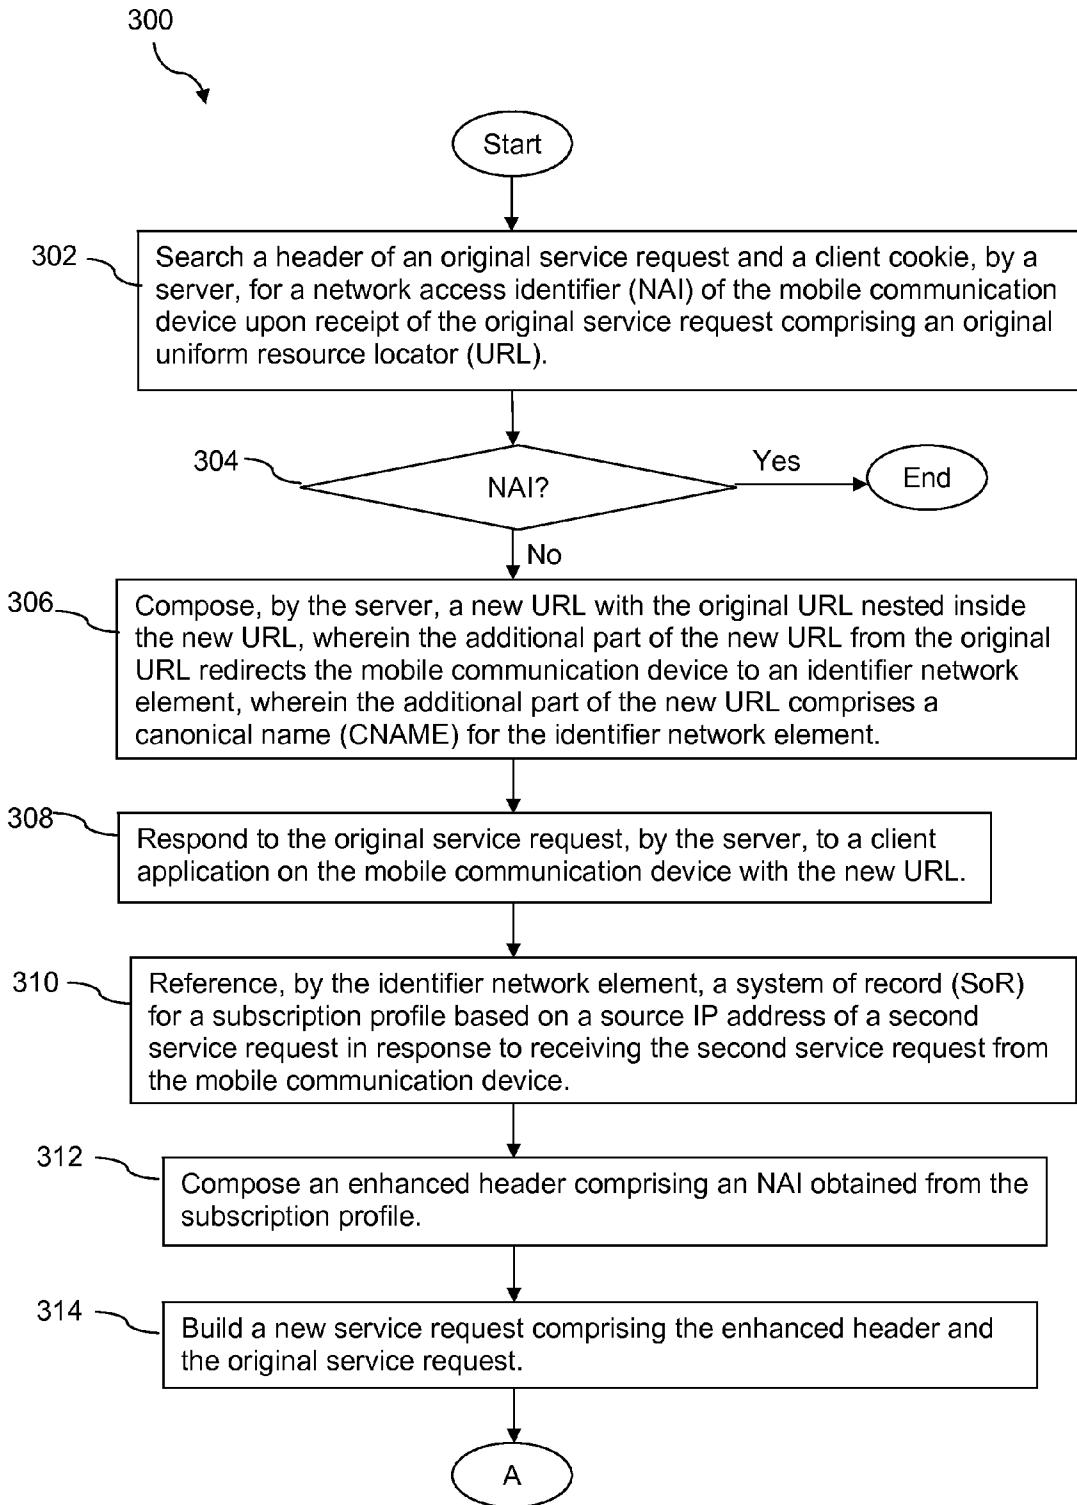 300
Start
302
Search a header of an original service request and a client cookie, by a
server, for a network access identifier (NAI) of the mobile communication
device upon receipt of the original service request comprising an original
uniform resource locator (URL).
304
NAI?
Yes
End
No
306
Compose, by the server, a new URL with the original URL nested inside
the new URL, wherein the additional part of the new URL from the original
URL redirects the mobile communication device to an identifier network
element, wherein the additional part of the new URL comprises a
canonical name (CNAME) for the identifier network element.
308
Respond to the original service request, by the server, to a client
application on the mobile communication device with the new URL.
310
Reference, by the identifier network element, a system of record (SoR)
for a subscription profile based on a source IP address of a second
service request in response to receiving the second service request from
the mobile communication device.
312
Compose an enhanced header comprising an NAI obtained from the
subscription profile.
314
Build a new service request comprising the enhanced header and
the original service request.
A